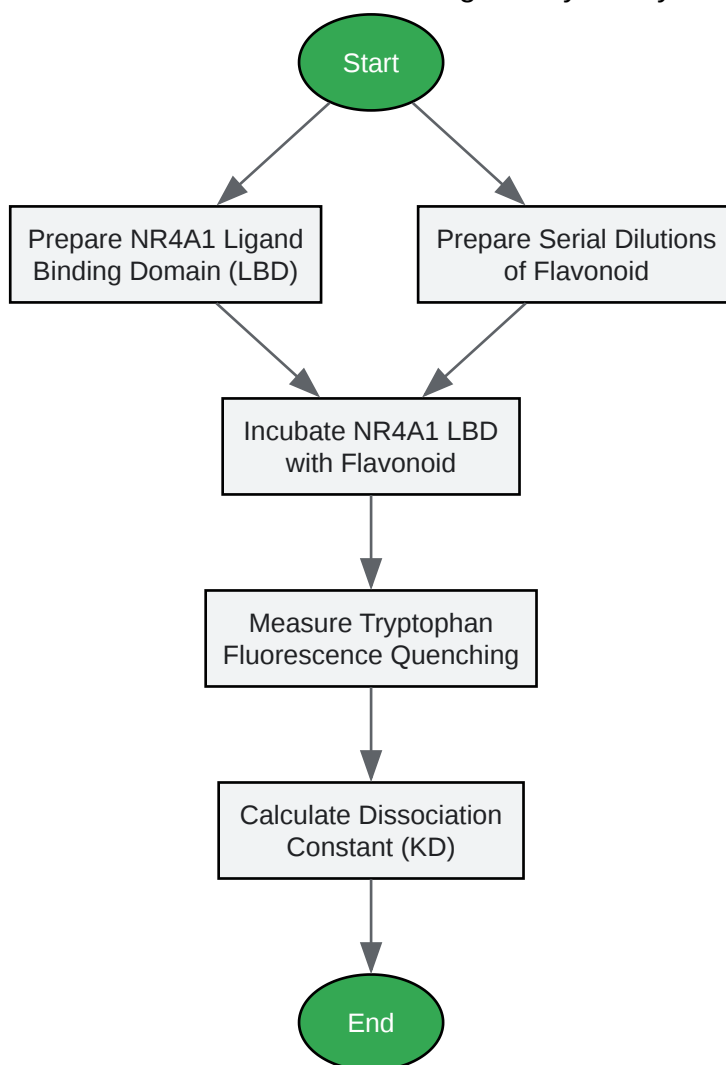 Start
Prepare NR4A1 Ligand
Binding Domain (LBD)
Prepare Serial Dilutions
of Flavonoid
Incubate NR4A1 LBD
with Flavonoid
Measure Tryptophan
Fluorescence Quenching
Calculate Dissociation
Constant (KD)
End